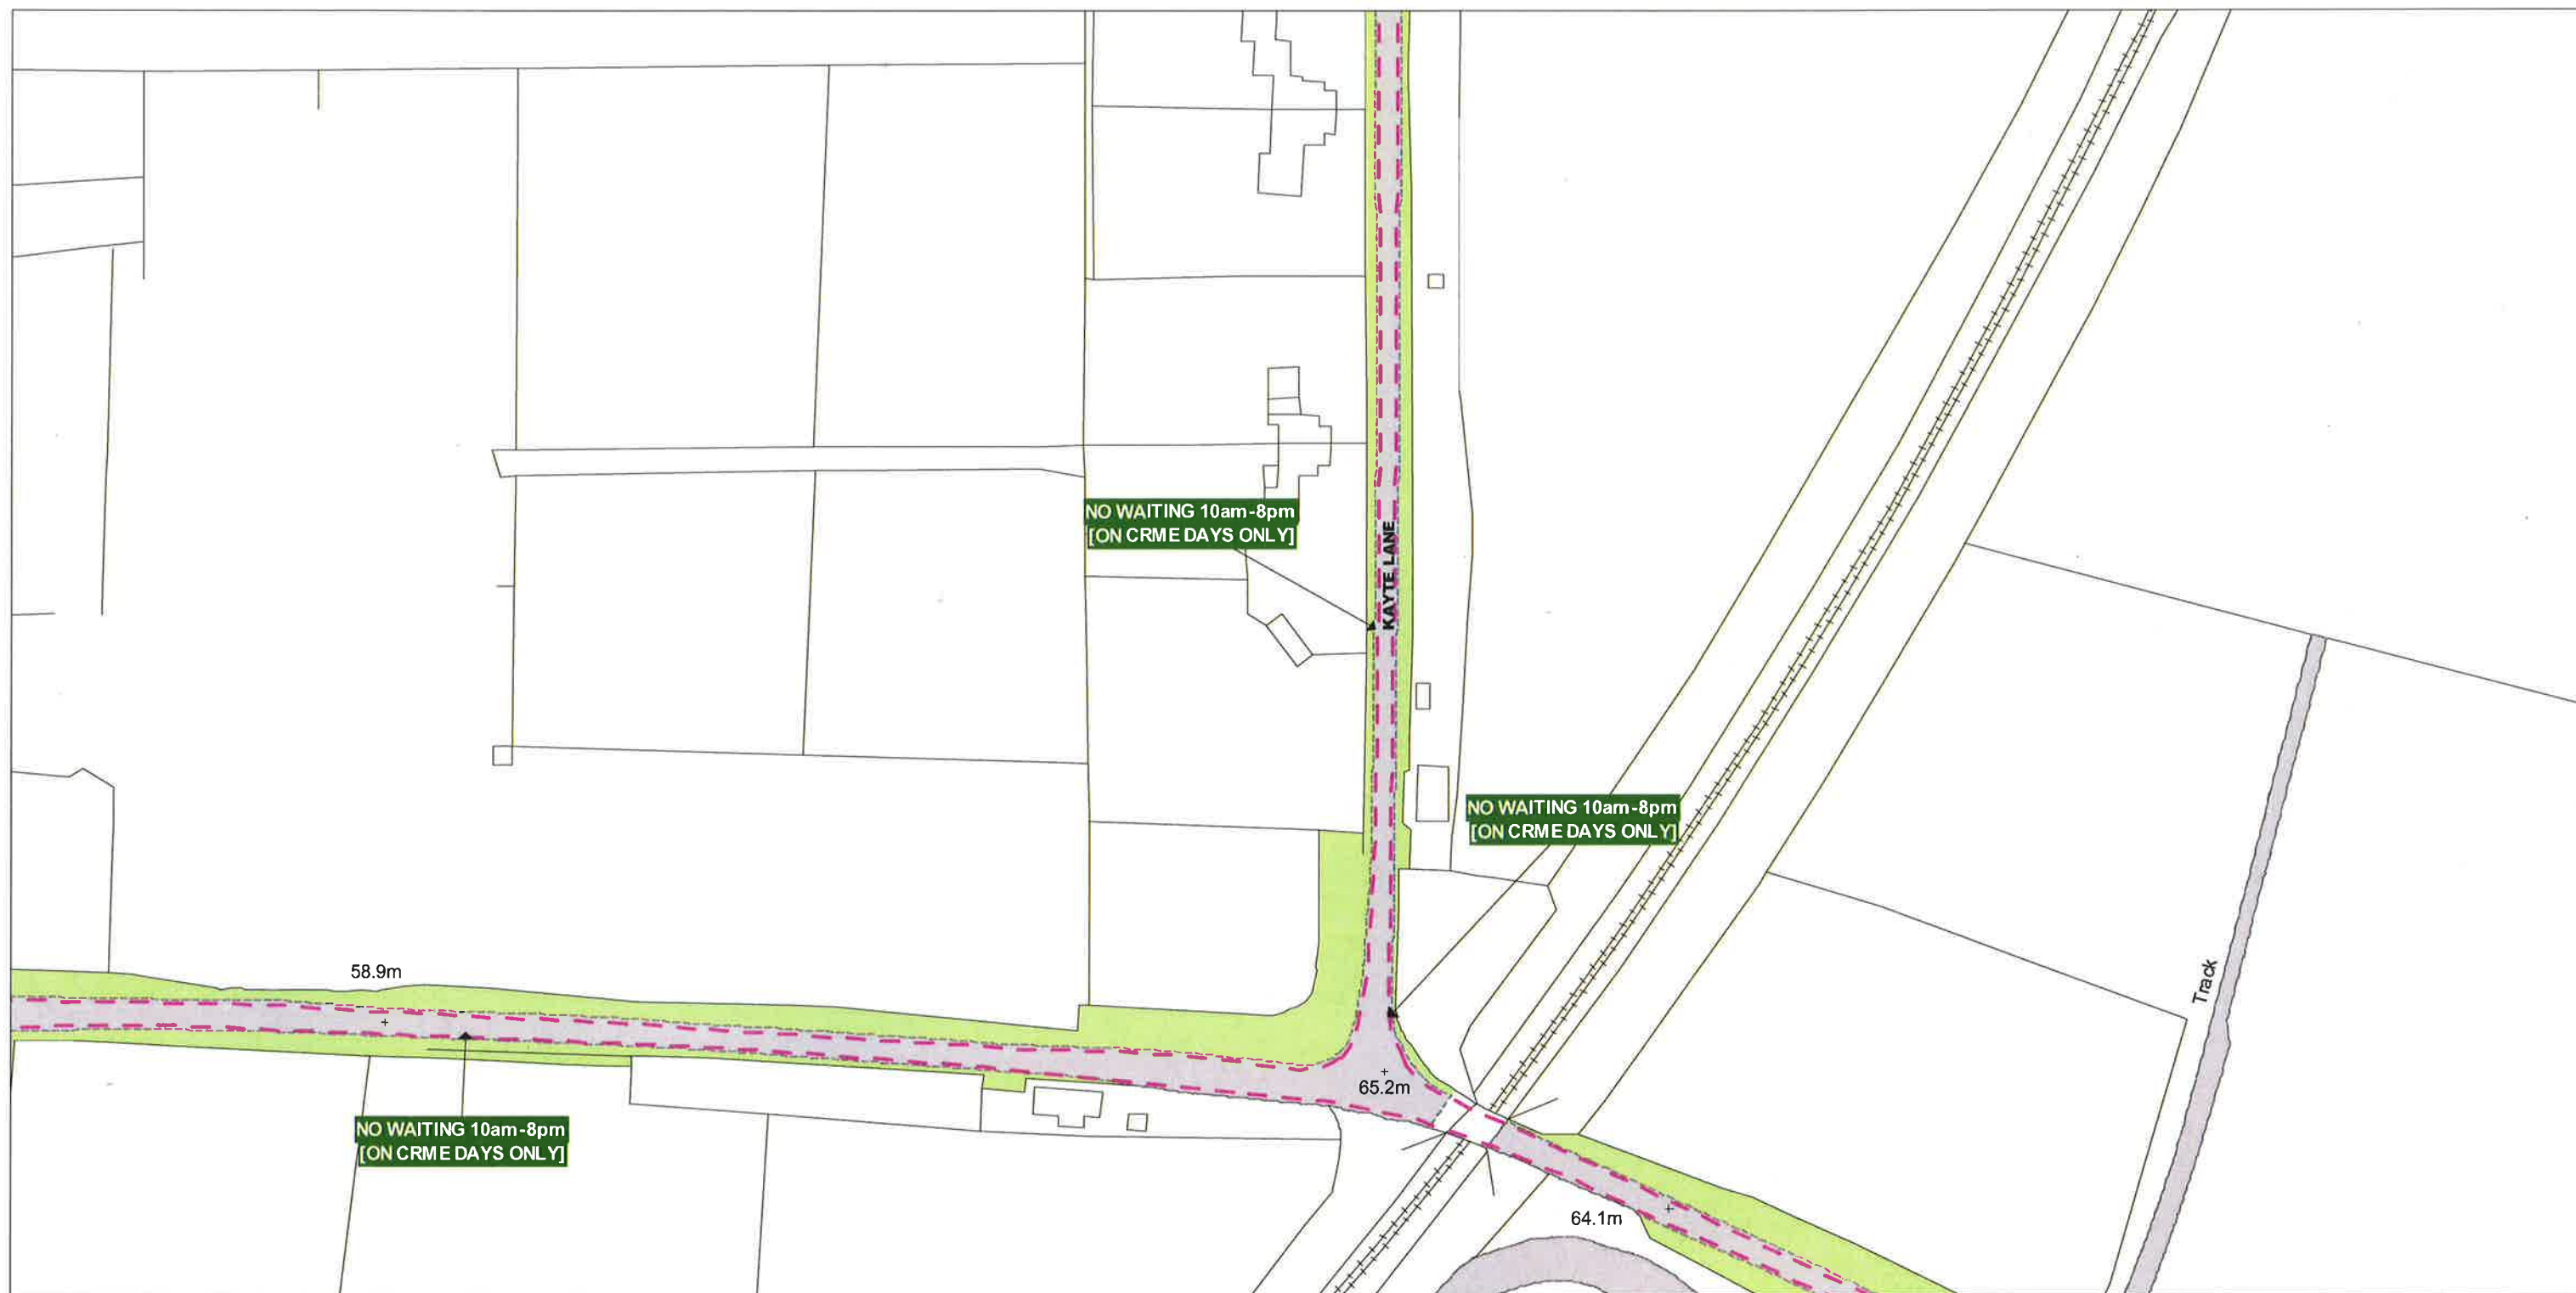 NO WAITING 10am-8pm
[ON CRME DAYS ONLY]
KAYTE LANE
NO WAITING 10am-8pm
[ON CRME DAYS ONLY]
58.9m
Track
65.2m
NO WAITING 10am-8pm
[ON CRME DAYS ONLY]
64.1m